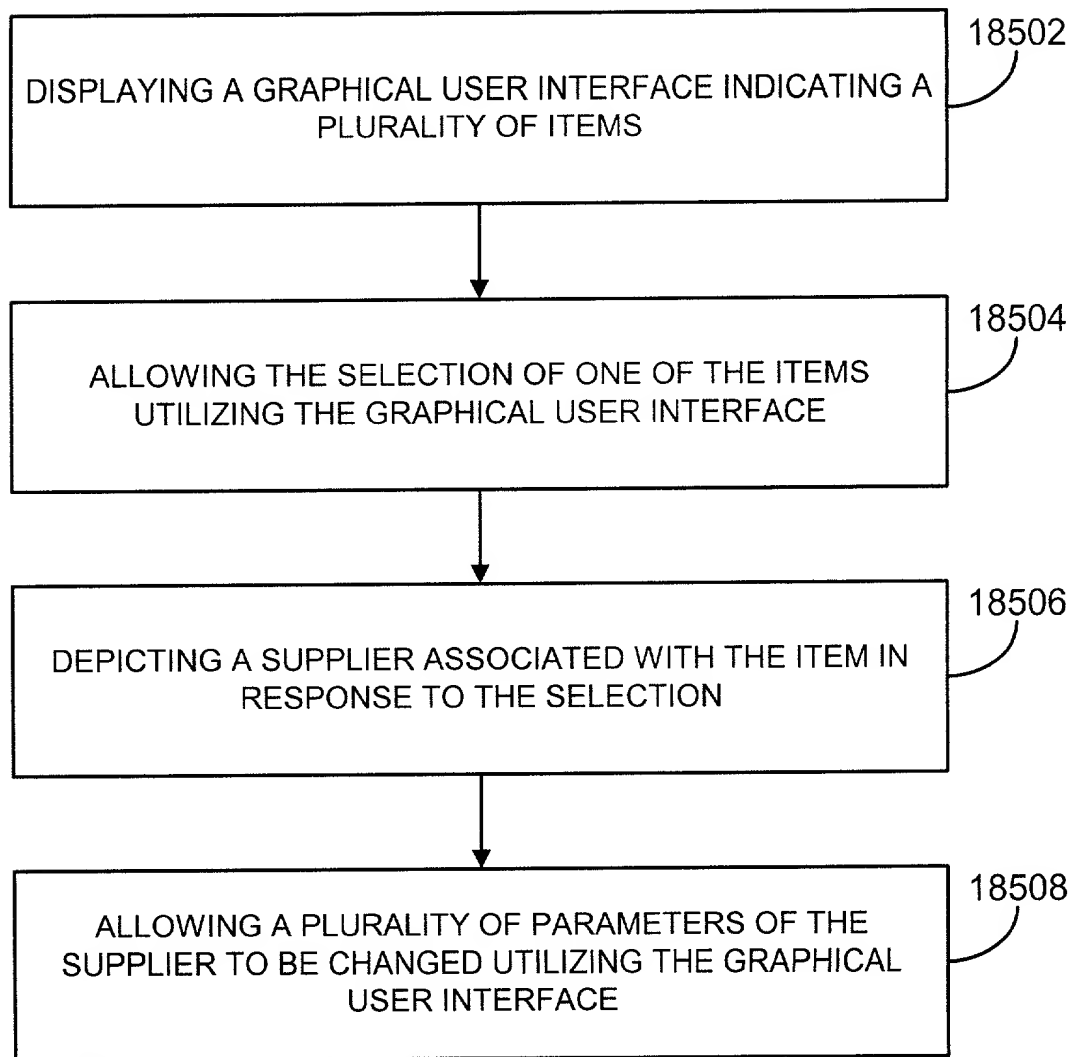 18502
DISPLAYING A GRAPHICAL USER INTERFACE INDICATING A
PLURALITY OF ITEMS
18504
ALLOWING THE SELECTION OF ONE OF THE ITEMS
UTILIZING THE GRAPHICAL USER INTERFACE
18506
DEPICTING A SUPPLIER ASSOCIATED WITH THE ITEM IN
RESPONSE TO THE SELECTION
18508
ALLOWING A PLURALITY OF PARAMETERS OF THE
SUPPLIER TO BE CHANGED UTILIZING THE GRAPHICAL
USER INTERFACE